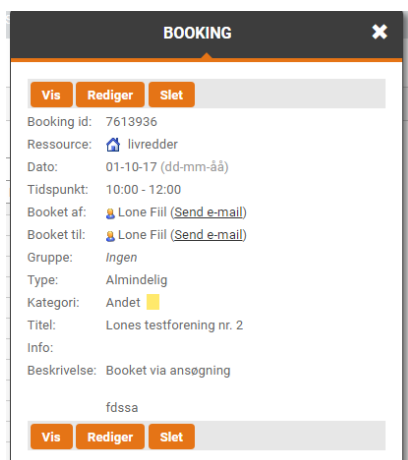 BOOKING
Vis Rediger Slet
Booking id: 7613936
Ressource: livredder
Dato: 01-10-17 (dd-mm-åå)
Tidspunkt: 10:00 - 12:00
Booket af: Lone Fiil (Send e-mail)
Booket til: Lone Fiil (Send e-mail)
Gruppe: Ingen
Type: Almindelig
Kategori: Andet
Titel: Lones testforening nr. 2
Info:
Beskrivelse: Booket via ansøgning
fdssa
Vis Rediger Slet